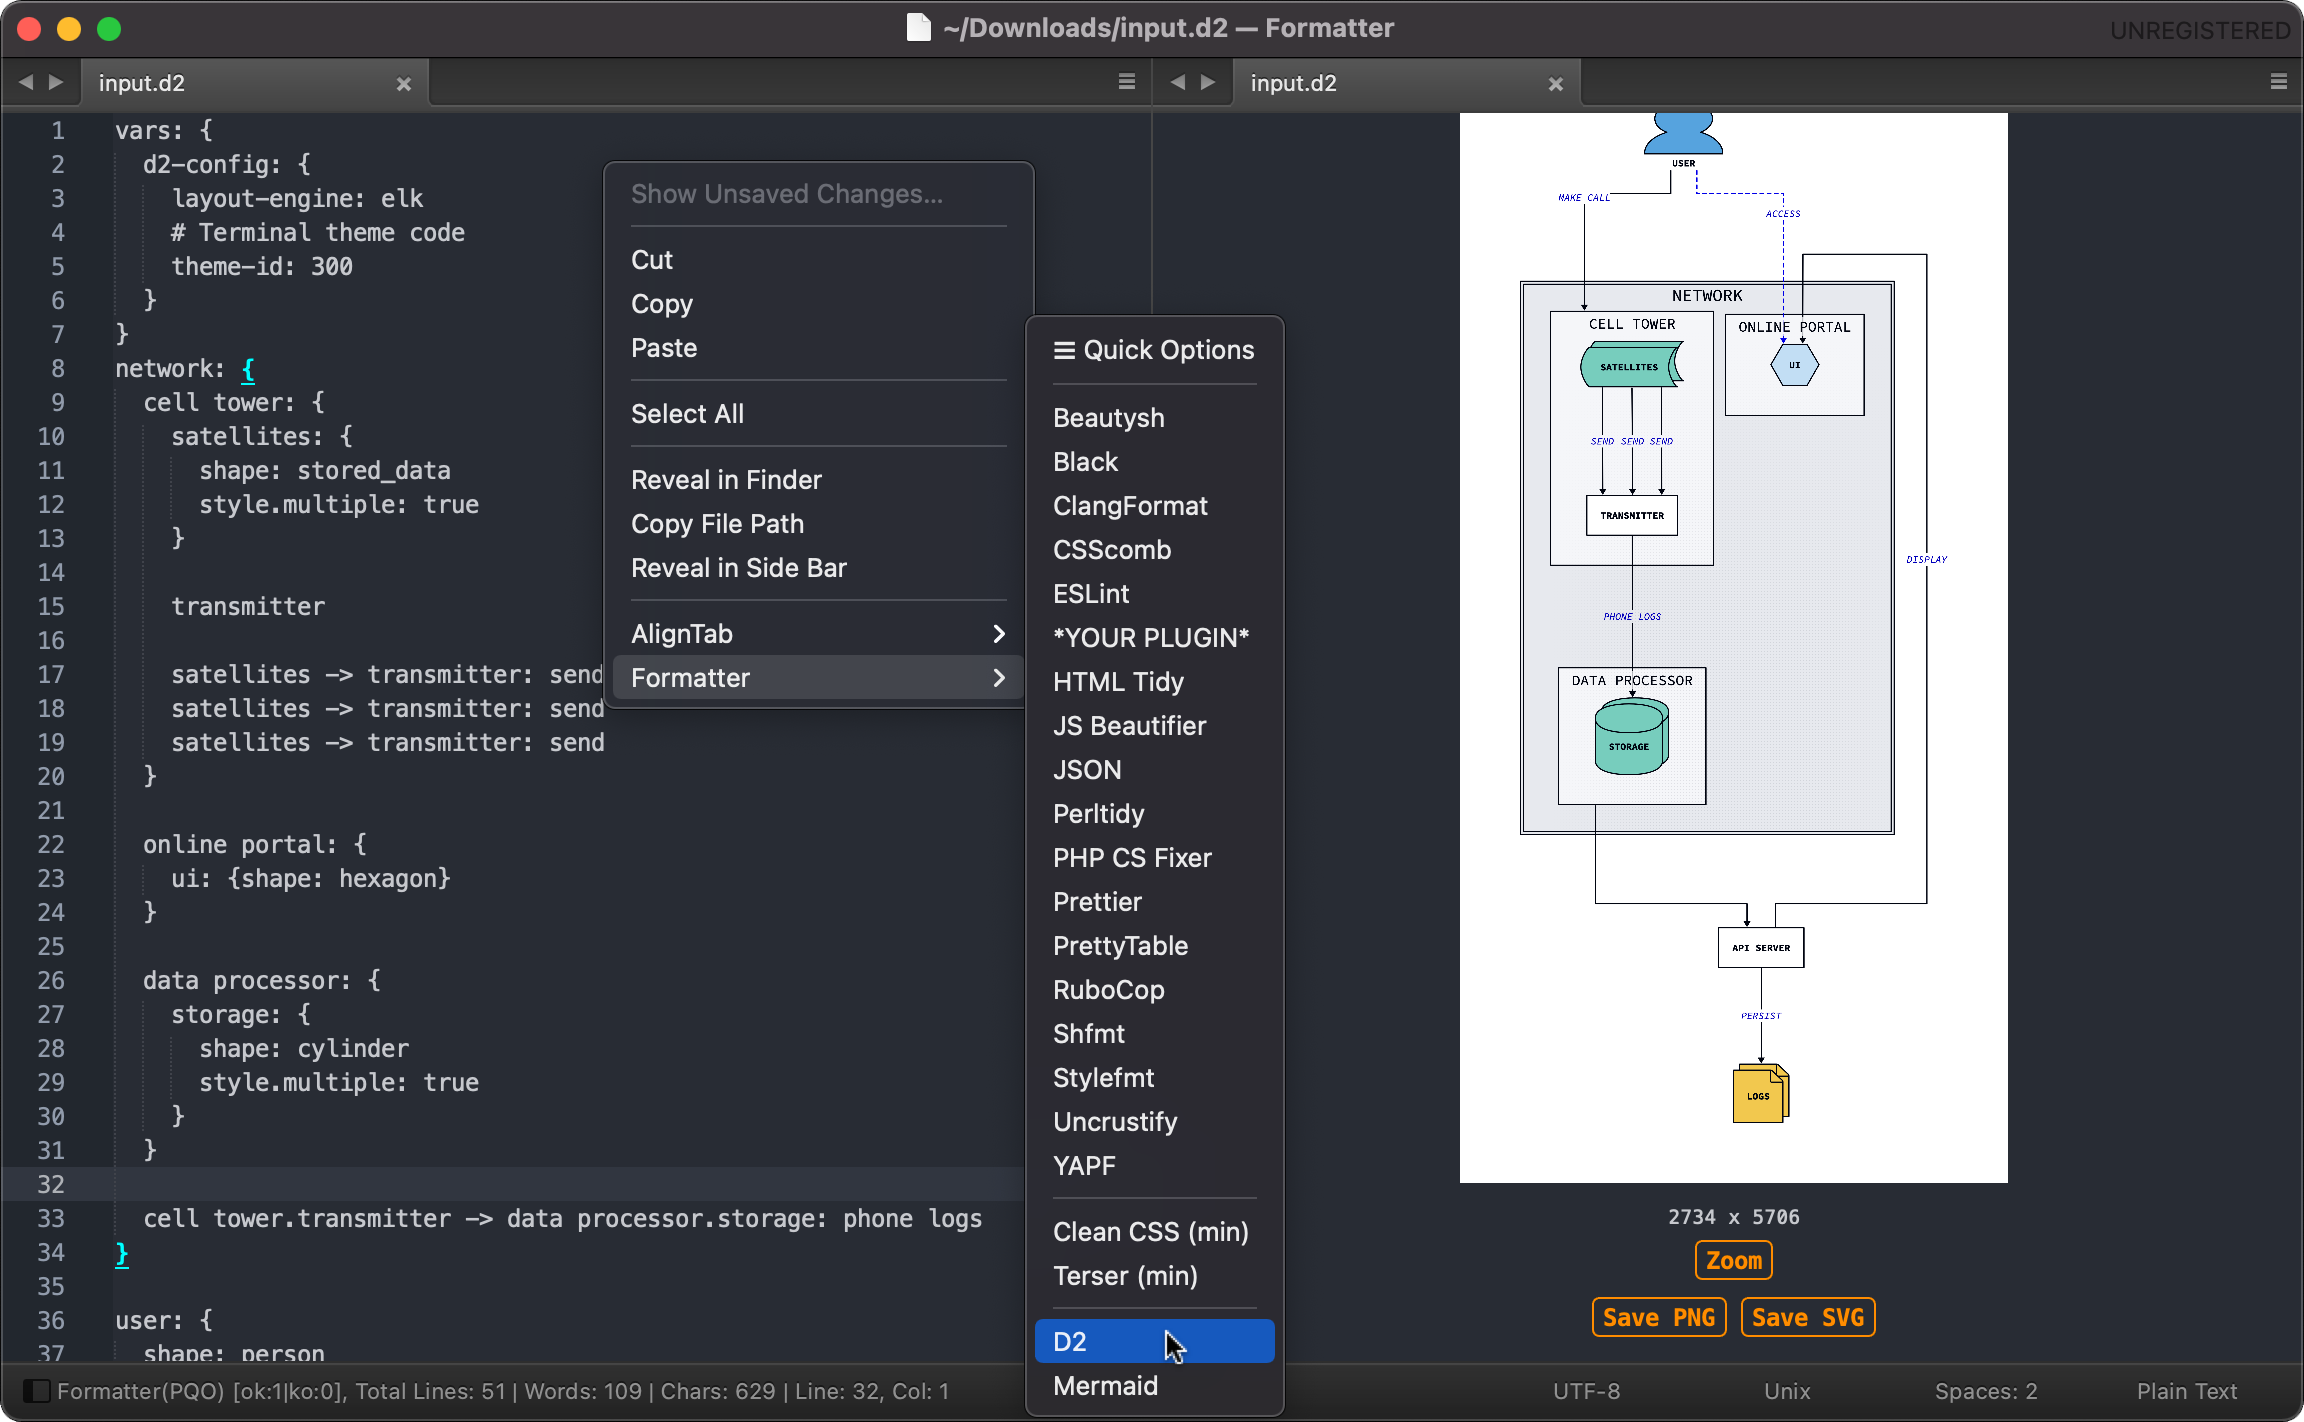 ~/Downloads/input.d2 — Formatter
UNREGISTERED
input.d2
input.d2
1 vars: {
2 d2-config: {
3 layout-engine: elk
4 # Terminal theme code
5 theme-id: 300
6 }
7 }
8 network: {
9 cell tower: {
10 satellites: {
11 shape: stored_data
12 style.multiple: true
13 }
14
15 transmitter
16
17 satellites -> transmitter: send
18 satellites -> transmitter: send
19 satellites -> transmitter: send
20 }
21
22 online portal: {
23 ui: {shape: hexagon}
24 }
25
26 data processor: {
27 storage: {
28 shape: cylinder
29 style.multiple: true
30 }
31 }
32
33 cell tower.transmitter -> data processor.storage: phone logs
34 }
35
36 user: {
37 shape: person
Show Unsaved Changes...
Cut
Copy
Paste
Select All
Reveal in Finder
Copy File Path
Reveal in Side Bar
AlignTab
Formatter
Quick Options
Beautysh
Black
ClangFormat
CSScomb
ESLint
*YOUR PLUGIN*
HTML Tidy
JS Beautifier
JSON
Perltidy
PHP CS Fixer
Prettier
PrettyTable
RuboCop
Shfmt
Stylefmt
Uncrustify
YAPF
Clean CSS (min)
Terser (min)
D2
Mermaid
USER
MAKE CALL
ACCESS
NETWORK
CELL TOWER
ONLINE PORTAL
SATELLITES
UI
SEND SEND SEND
TRANSMITTER
DISPLAY
PHONE LOGS
DATA PROCESSOR
STORAGE
API SERVER
PERSIST
LOGS
2734 x 5706
Zoom
Save PNG
Save SVG
Formatter(PQO) [ok:1|ko:0], Total Lines: 51 | Words: 109 | Chars: 629 | Line: 32, Col: 1
UTF-8
Unix
Spaces: 2
Plain Text